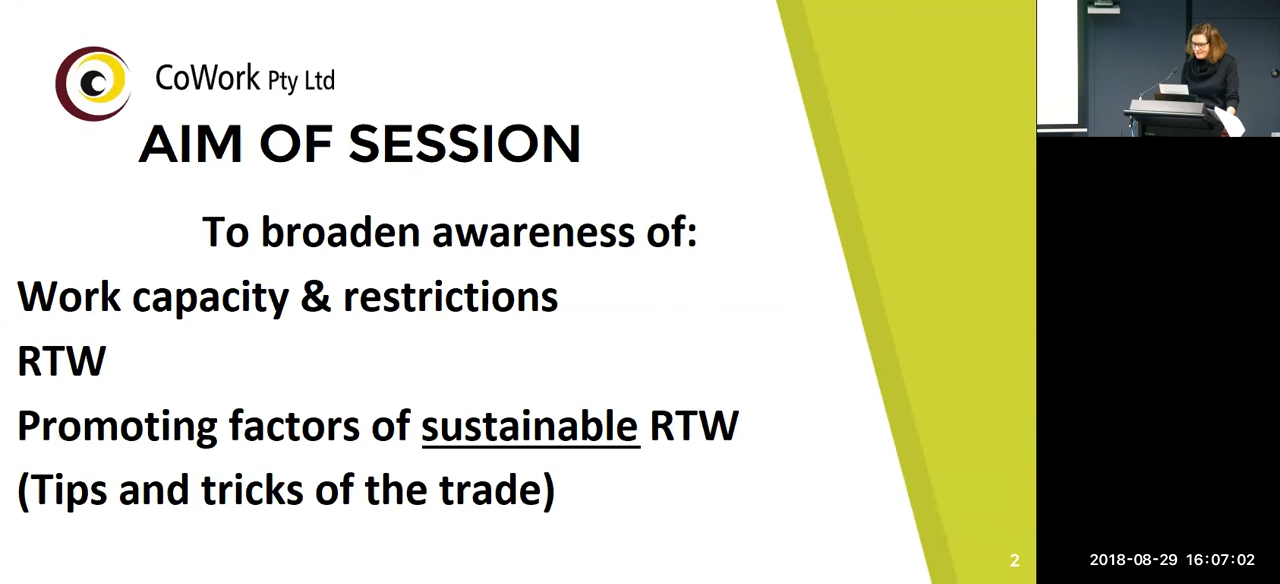 CoWork Pty Ltd
AIM OF SESSION
To broaden awareness of:
Work capacity & restrictions
RTW
Promoting factors of sustainable RTW
(Tips and tricks of the trade)
2
2018-08-29 16:07:02